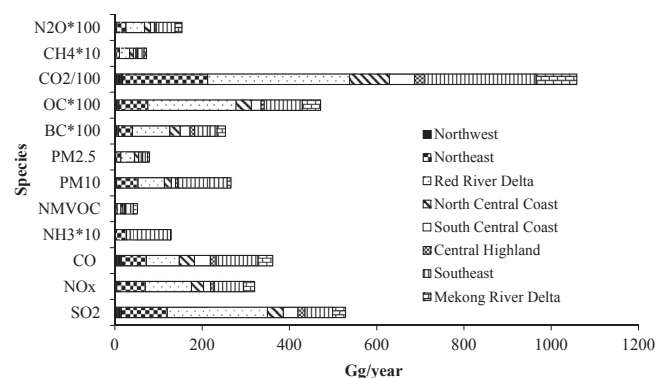 N2O*100
CH4*10
CO2/100
OC*100
BC*100
PM2.5
PM10
NMVOC
NH3*10
CO
NOx
SO2
Species
Northwest
Northeast
Red River Delta
North Central Coast
South Central Coast
Central Highland
Southeast
Mekong River Delta
0 200 400 600 800 1000 1200
Gg/year